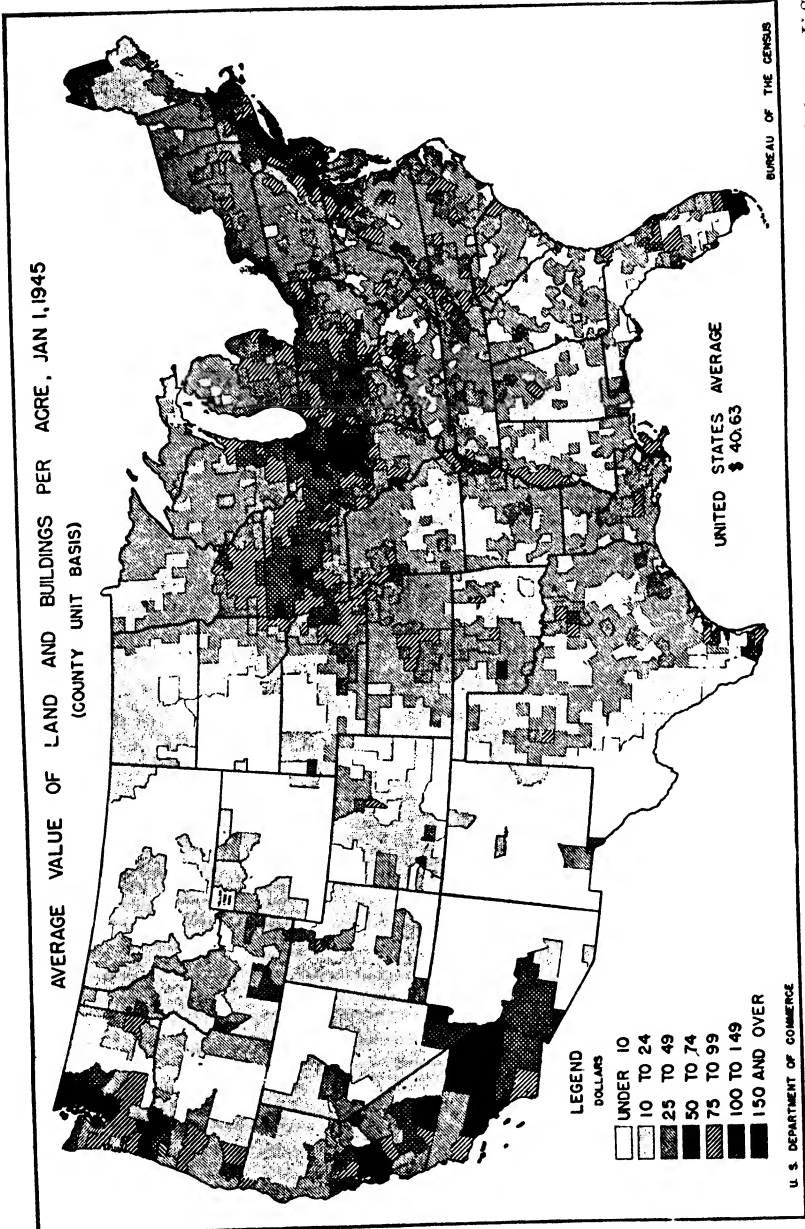 AVERAGE VALUE OF LAND AND BUILDINGS PER ACRE, JAN 1, 1945
(COUNTY UNIT BASIS)
UNITED STATES AVERAGE
$ 40.63
LEGEND
DOLLARS
UNDER 10
10 TO 24
25 TO 49
50 TO 74
75 TO 99
100 TO 149
150 AND OVER
U. S. DEPARTMENT OF COMMERCE
BUREAU OF THE CENSUS